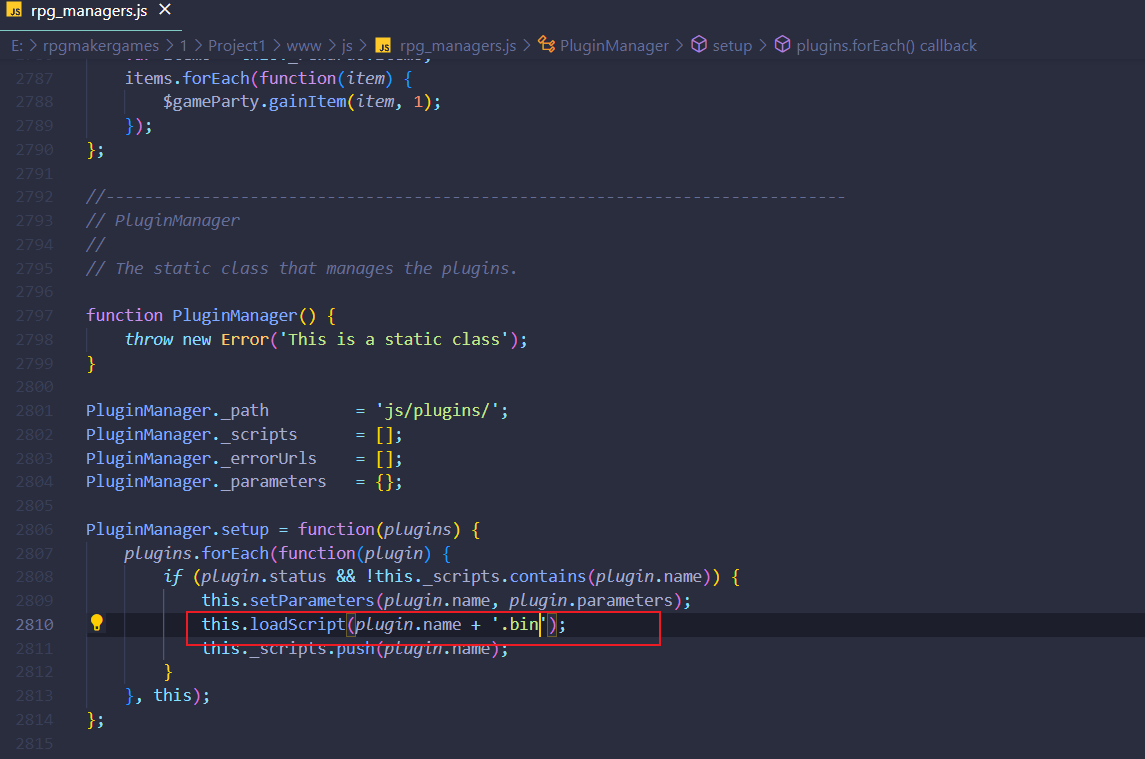 JS rpg_managers.js ×
E: > rpgmakergames > 1 > Project1 > www > js > JS rpg_managers.js > PluginManager > setup > plugins.forEach() callback
2787 items.forEach(function(item) {
2788 $gameParty.gainItem(item, 1);
2789 });
2790 };
2791
2792 //-----------------------------------------------------------------------------
2793 // PluginManager
2794 //
2795 // The static class that manages the plugins.
2796
2797 function PluginManager() {
2798 throw new Error('This is a static class');
2799 }
2800
2801 PluginManager._path = 'js/plugins/';
2802 PluginManager._scripts = [];
2803 PluginManager._errorUrls = [];
2804 PluginManager._parameters = {};
2805
2806 PluginManager.setup = function(plugins) {
2807 plugins.forEach(function(plugin) {
2808 if (plugin.status && !this._scripts.contains(plugin.name)) {
2809 this.setParameters(plugin.name, plugin.parameters);
2810 this.loadScript(plugin.name + '.bin');
2811 this._scripts.push(plugin.name);
2812 }
2813 }, this);
2814 };
2815